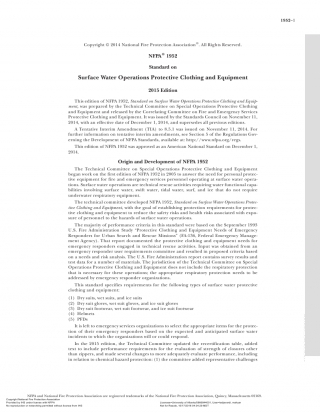 1952–1
Copyright © 2014 National Fire Protection Association®. All Rights Reserved.
NFPA® 1952
Standard on
Surface Water Operations Protective Clothing and Equipment
2015 Edition
This edition of NFPA 1952, Standard on Surface Water Operations Protective Clothing and Equip-
ment, was prepared by the Technical Committee on Special Operations Protective Clothing and
Equipment and released by the Correlating Committee on Fire and Emergency Services Protective
Clothing and Equipment. It was issued by the Standards Council on November 11,
2014, with an effective date of December 1, 2014, and supersedes all previous editions.
A Tentative Interim Amendment (TIA) to 8.5.1 was issued on November 11, 2014. For
further information on tentative interim amendments, see Section 5 of the Regulations Gov-
erning the Development of NFPA Standards, available at: http://www.nfpa.org/regs
This edition of NFPA 1952 was approved as an American National Standard on December 1,
2014.
Origin and Development of NFPA 1952
The Technical Committee on Special Operations Protective Clothing and Equipment
began work on the first edition of NFPA 1952 in 2005 to answer the need for personal protec-
tive equipment for fire and emergency services personnel operating at surface water opera-
tions. Surface water operations are technical rescue activities requiring water functional capa-
bilities involving surface water, swift water, tidal water, surf, and ice that do not require
underwater respiratory equipment.
The technical committee developed NFPA 1952, Standard on Surface Water Operations Protec-
tive Clothing and Equipment, with the goal of establishing protection requirements for protec-
tive clothing and equipment to reduce the safety and health risks associated with expo-
sure of personnel to the hazards of surface water operations.
The majority of performance criteria in this standard were based on the September 1993
U.S. Fire Administration Study "Protective Clothing and Equipment Needs of Emergency
Responders for Urban Search and Rescue Missions"
That report documented the protective clothing and equipment needs for
emergency responders engaged in technical rescue activities. Input was obtained from an
emergency responder user requirements committee and resulted in proposed criteria based
on a needs and risk analysis. The U.S. Fire Administration report contains survey results and
test data for a number of materials. The jurisdiction of the Technical Committee on Special
Operations Protective Clothing and Equipment does not include the respiratory protection
that is necessary for these operations; the appropriate respiratory protection needs to be
addressed by emergency responder organizations.
This standard specifies requirements for the following types of surface water protective
clothing and equipment:
(1) Dry suits, wet suits, and ice suits
(2) Dry suit gloves, wet suit gloves, and ice suit gloves
(3) Dry suit footwear, wet suit footwear, and ice suit footwear
(4) Helmets
(5) PFDs
It is left to emergency services organizations to select the appropriate items for the protec-
tion of their emergency responders based on the expected and anticipated surface water
incidents to which the organizations will or could respond.
In the 2015 edition, the Technical Committee updated the recertification table, added
text to include performance requirements for the evaluation of strength of closures other
than zippers, and made several changes to more adequately evaluate performance, including
in relation to chemical hazard protection: (1) the committee added representative challenges
NFPA and National Fire Protection Association are registered trademarks of the National Fire Protection Association, Quincy, Massachusetts 02169